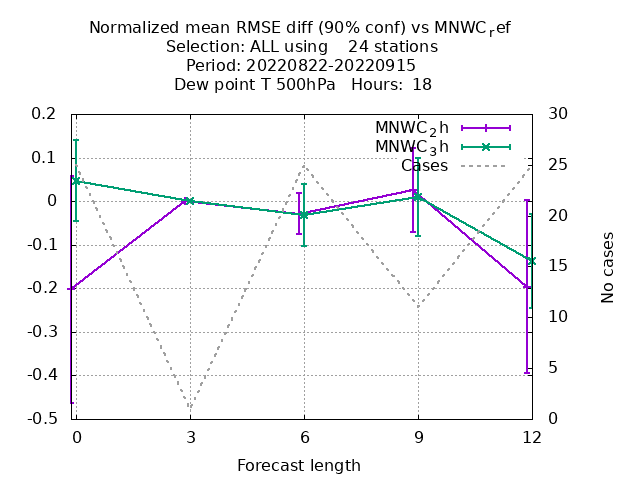 Normalized mean RMSE diff (90% conf) vs MNWC_ref
Selection: ALL using    24 stations
Period: 20220822-20220915
Dew point T 500hPa   Hours:  18
MNWC_2h
MNWC_3h
Cases
0.2
0.1
0
-0.1
-0.2
-0.3
-0.4
-0.5
30
25
20
15
10
5
0
No cases
0 3 6 9 12
Forecast length